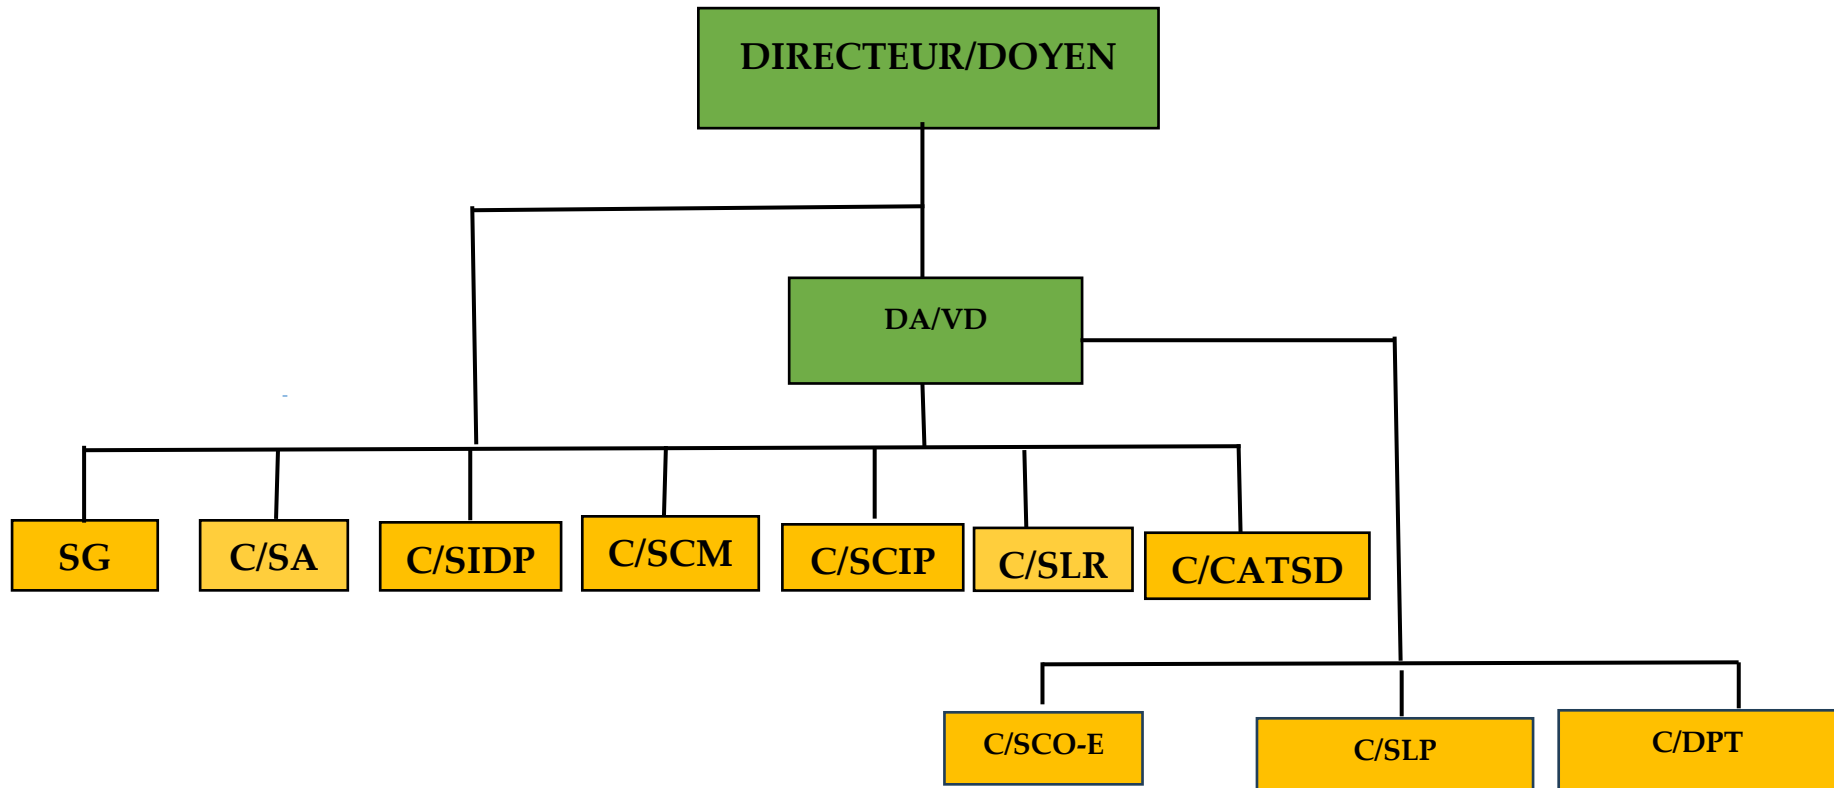 DIRECTEUR/DOYEN
DA/VD
SG
C/SA
C/SIDP
C/SCM
C/SCIP
C/SLR
C/CATSD
C/SCO-E
C/SLP
C/DPT